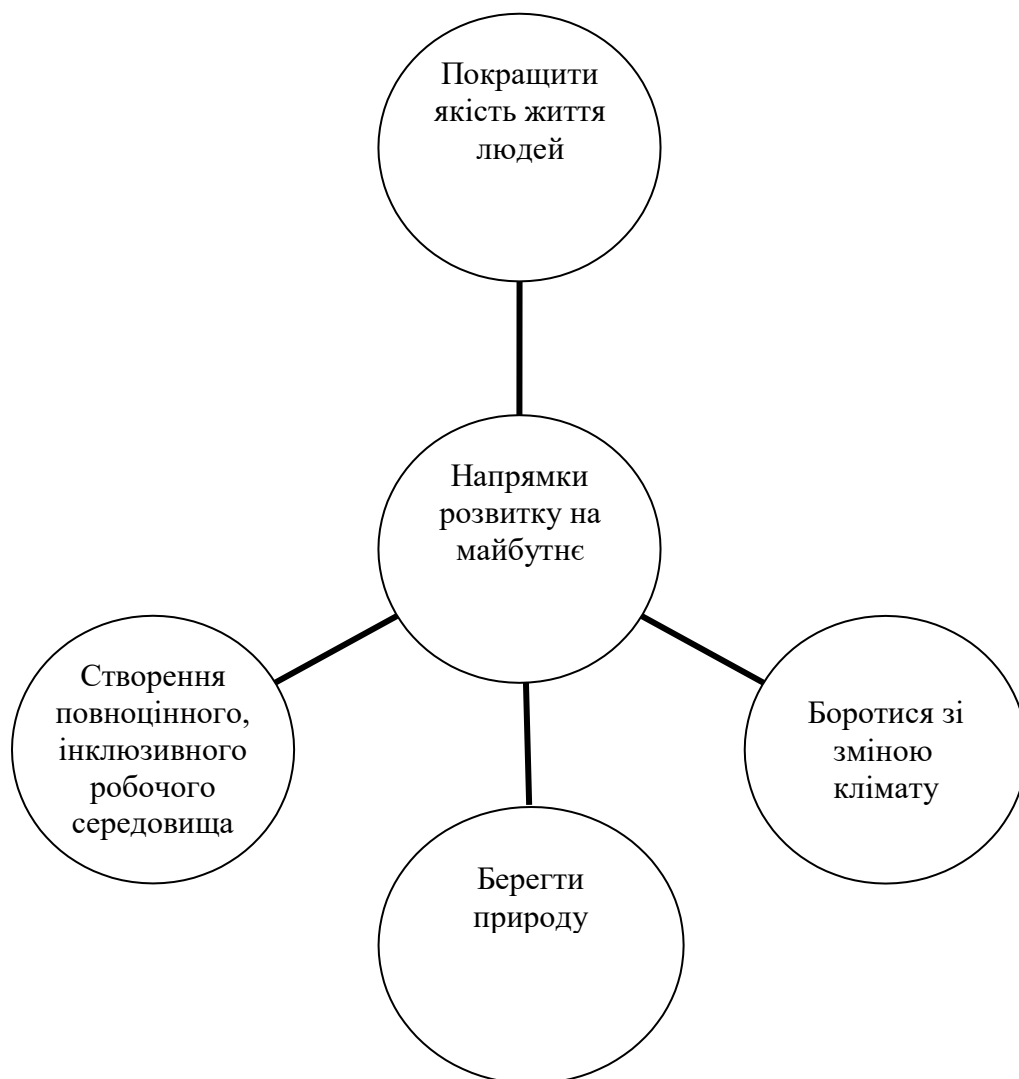 Покращити
якість життя
людей
Напрямки
розвитку на
майбутнє
Створення
повноцінного,
інклюзивного
робочого
середовища
Боротися зі
зміною
клімату
Берегти
природу